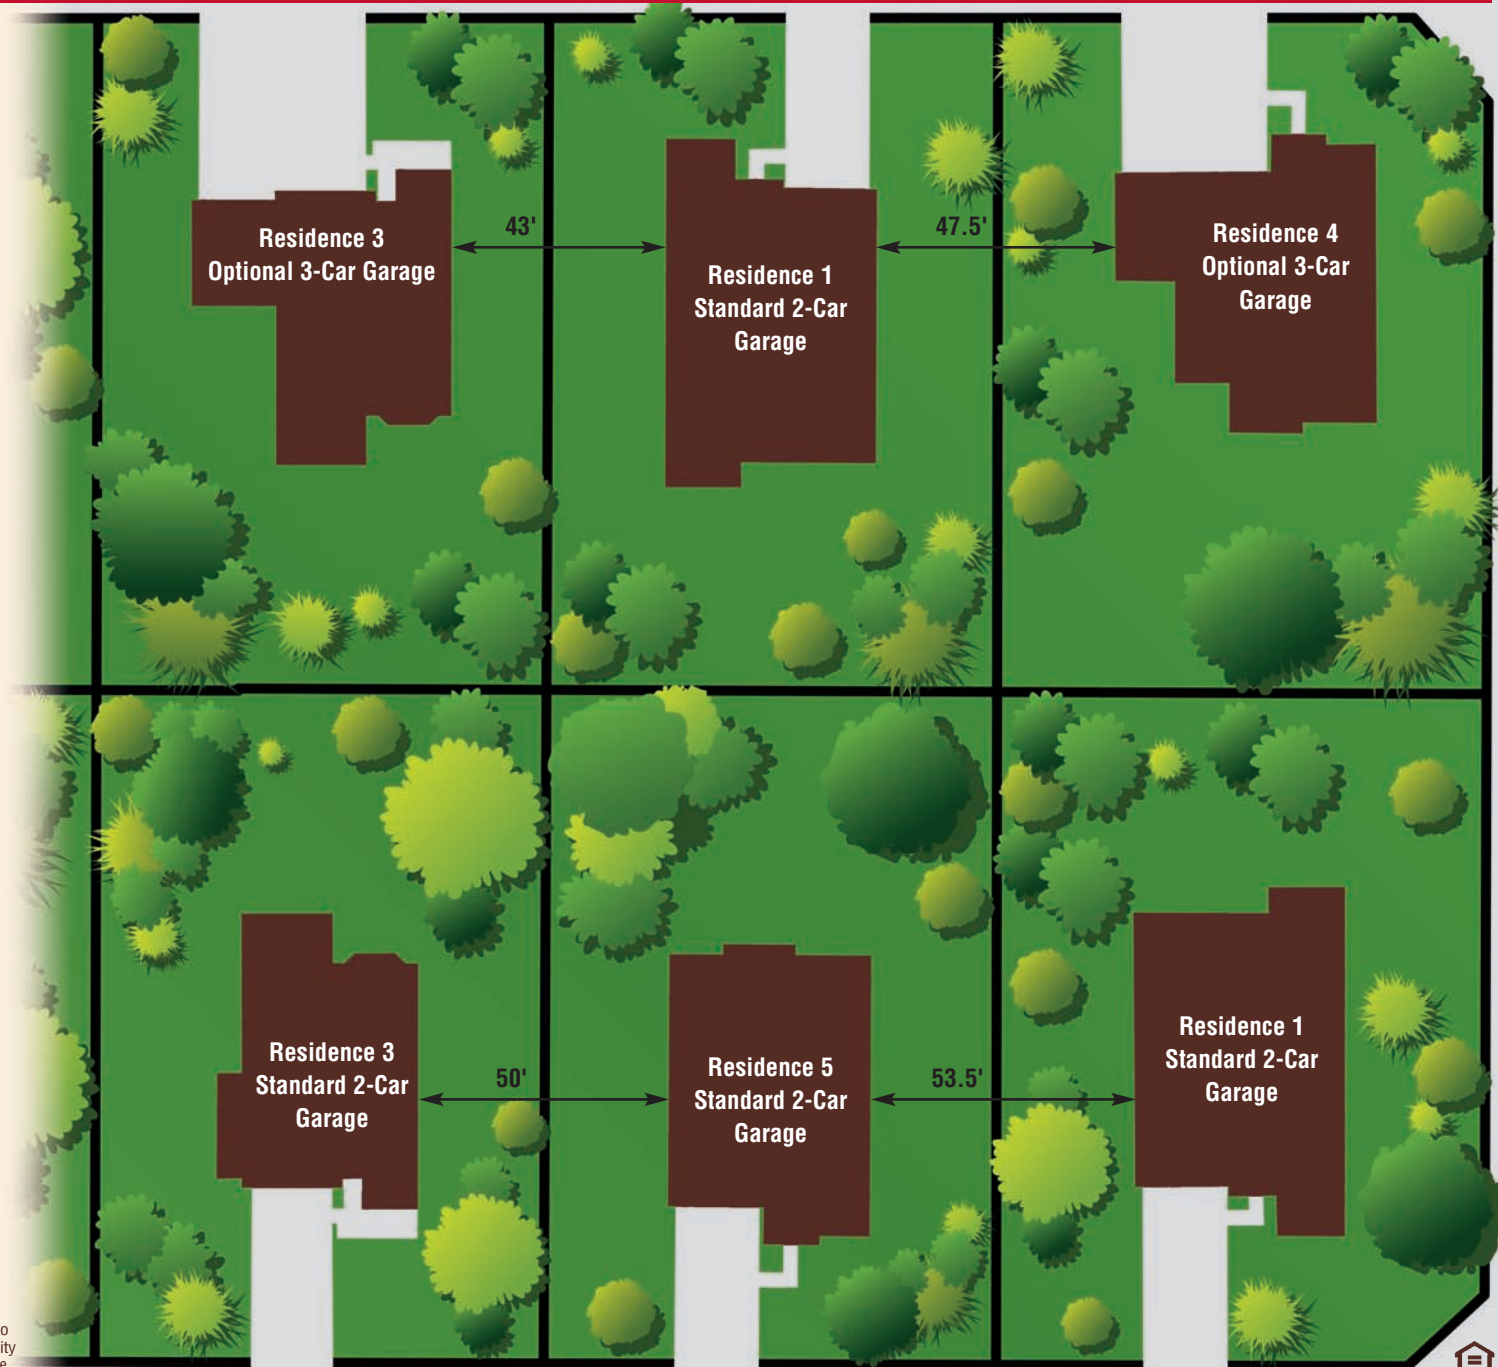 Residence 3
Optional 3-Car Garage
43'
Residence 1
Standard 2-Car
Garage
47.5'
Residence 4
Optional 3-Car
Garage
Residence 3
Standard 2-Car
Garage
50'
Residence 5
Standard 2-Car
Garage
53.5'
Residence 1
Standard 2-Car
Garage